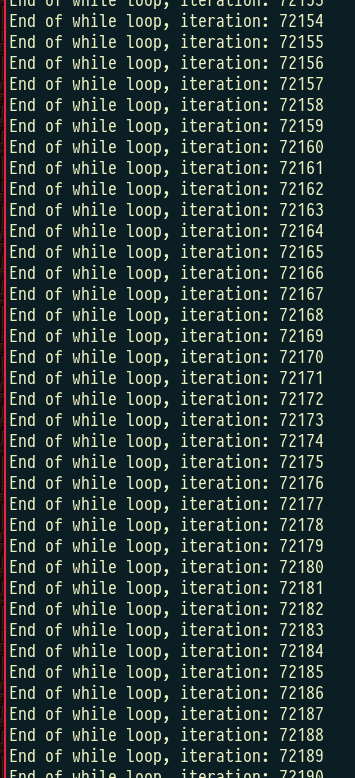 End of while loop, iteration: 72153
End of while loop, iteration: 72154
End of while loop, iteration: 72155
End of while loop, iteration: 72156
End of while loop, iteration: 72157
End of while loop, iteration: 72158
End of while loop, iteration: 72159
End of while loop, iteration: 72160
End of while loop, iteration: 72161
End of while loop, iteration: 72162
End of while loop, iteration: 72163
End of while loop, iteration: 72164
End of while loop, iteration: 72165
End of while loop, iteration: 72166
End of while loop, iteration: 72167
End of while loop, iteration: 72168
End of while loop, iteration: 72169
End of while loop, iteration: 72170
End of while loop, iteration: 72171
End of while loop, iteration: 72172
End of while loop, iteration: 72173
End of while loop, iteration: 72174
End of while loop, iteration: 72175
End of while loop, iteration: 72176
End of while loop, iteration: 72177
End of while loop, iteration: 72178
End of while loop, iteration: 72179
End of while loop, iteration: 72180
End of while loop, iteration: 72181
End of while loop, iteration: 72182
End of while loop, iteration: 72183
End of while loop, iteration: 72184
End of while loop, iteration: 72185
End of while loop, iteration: 72186
End of while loop, iteration: 72187
End of while loop, iteration: 72188
End of while loop, iteration: 72189
End of while loop, iteration: 72190